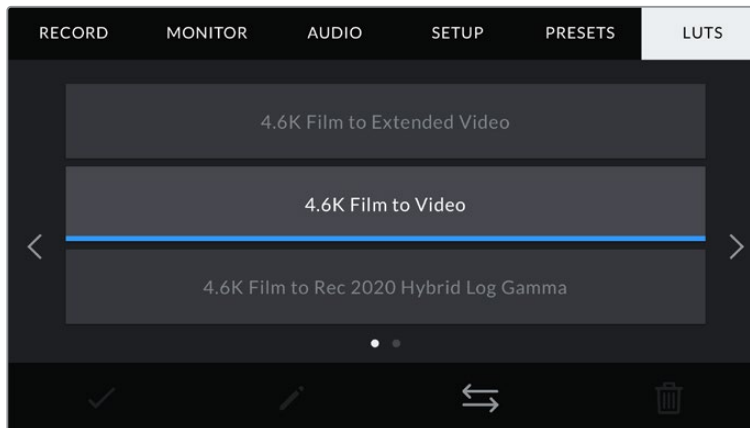 RECORD MONITOR AUDIO SETUP PRESETS LUTS
4.6K Film to Extended Video
4.6K Film to Video
4.6K Film to Rec 2020 Hybrid Log Gamma